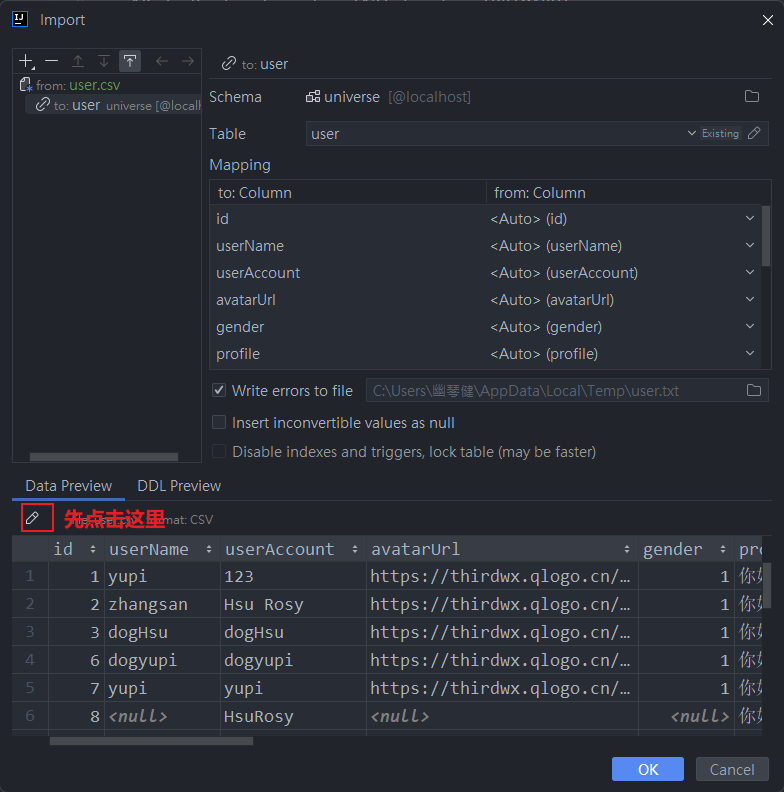 Import
from: user.csv
to: user universe [@localh
to: user
Schema universe [@localhost]
Table user Existing
Mapping
to: Column from: Column
id <Auto> (id)
userName <Auto> (userName)
userAccount <Auto> (userAccount)
avatarUrl <Auto> (avatarUrl)
gender <Auto> (gender)
profile <Auto> (profile)
Write errors to file C:\Users\幽琴健\AppData\Local\Temp\user.txt
Insert inconvertible values as null
Disable indexes and triggers, lock table (may be faster)
Data Preview DDL Preview
先点击这里 CSV
id userName userAccount avatarUrl gender pro
1 1 yupi 123 https://thirdwx.qlogo.cn/… 1 你好
2 2 zhangsan Hsu Rosy https://thirdwx.qlogo.cn/… 1 你好
3 3 dogHsu dogHsu https://thirdwx.qlogo.cn/… 1 你好
4 6 dogyupi dogyupi https://thirdwx.qlogo.cn/… 1 你好
5 7 yupi yupi https://thirdwx.qlogo.cn/… 1 你好
6 8 <null> HsuRosy <null> <null> 你好
OK Cancel